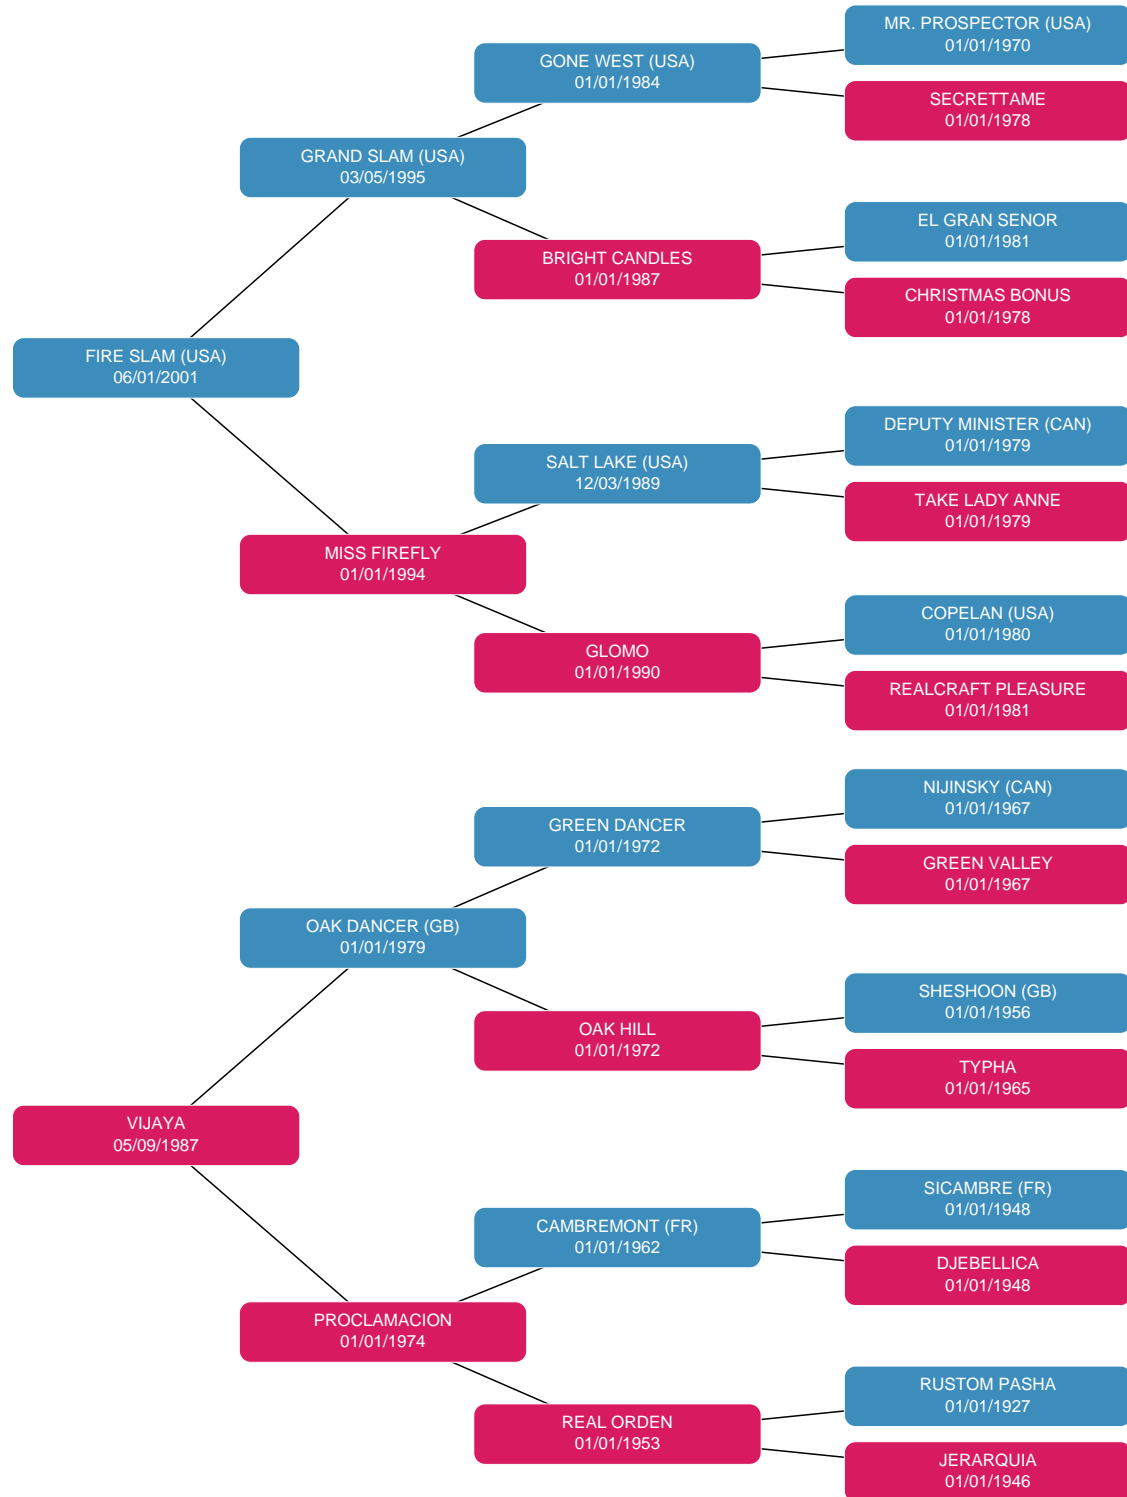 MR. PROSPECTOR (USA)
01/01/1970
GONE WEST (USA)
01/01/1984
SECRETTAME
01/01/1978
GRAND SLAM (USA)
03/05/1995
EL GRAN SENOR
01/01/1981
BRIGHT CANDLES
01/01/1987
CHRISTMAS BONUS
01/01/1978
FIRE SLAM (USA)
06/01/2001
DEPUTY MINISTER (CAN)
01/01/1979
SALT LAKE (USA)
12/03/1989
TAKE LADY ANNE
01/01/1979
MISS FIREFLY
01/01/1994
COPELAN (USA)
01/01/1980
GLOMO
01/01/1990
REALCRAFT PLEASURE
01/01/1981
NIJINSKY (CAN)
01/01/1967
GREEN DANCER
01/01/1972
GREEN VALLEY
01/01/1967
OAK DANCER (GB)
01/01/1979
SHESHOON (GB)
01/01/1956
OAK HILL
01/01/1972
TYPHA
01/01/1965
VIJAYA
05/09/1987
SICAMBRE (FR)
01/01/1948
CAMBREMONT (FR)
01/01/1962
DJEBELLICA
01/01/1948
PROCLAMACION
01/01/1974
RUSTOM PASHA
01/01/1927
REAL ORDEN
01/01/1953
JERARQUIA
01/01/1946